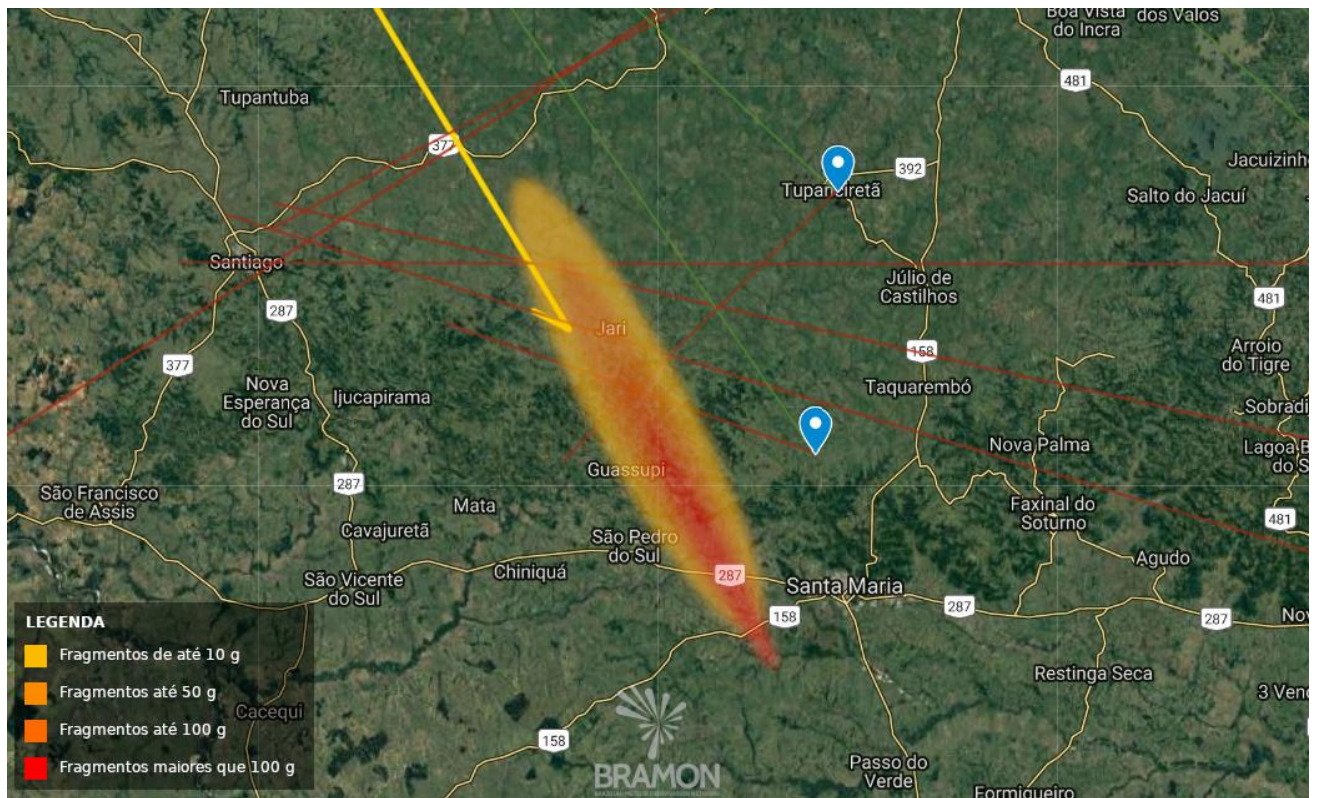 Boa Vista
do Incra
dos Valos
481
Tupantuba
377
392
Jacuizinh
Tupanciretã
Salto do Jacuí
Santiago
Júlio de
Castilhos
287
481
Jari
158
Arroio
do Tigre
377
Nova
Esperança
do Sul
Ijucapirama
Taquarembó
Sobradi
Nova Palma
Lagoa B
do S
Guassupi
287
São Francisco
de Assis
Mata
Faxinal do
Soturno
481
Cavajuretã
São Pedro
do Sul
Agudo
Chiniquá
287
São Vicente
do Sul
Santa Maria
287
158
287
Nov
LEGENDA
Fragmentos de até 10 g
Fragmentos até 50 g
Fragmentos até 100 g
Fragmentos maiores que 100 g
Restinga Seca
3 Vend
Cacequi
158
BRAMON
Passo do
Verde
Formigueiro